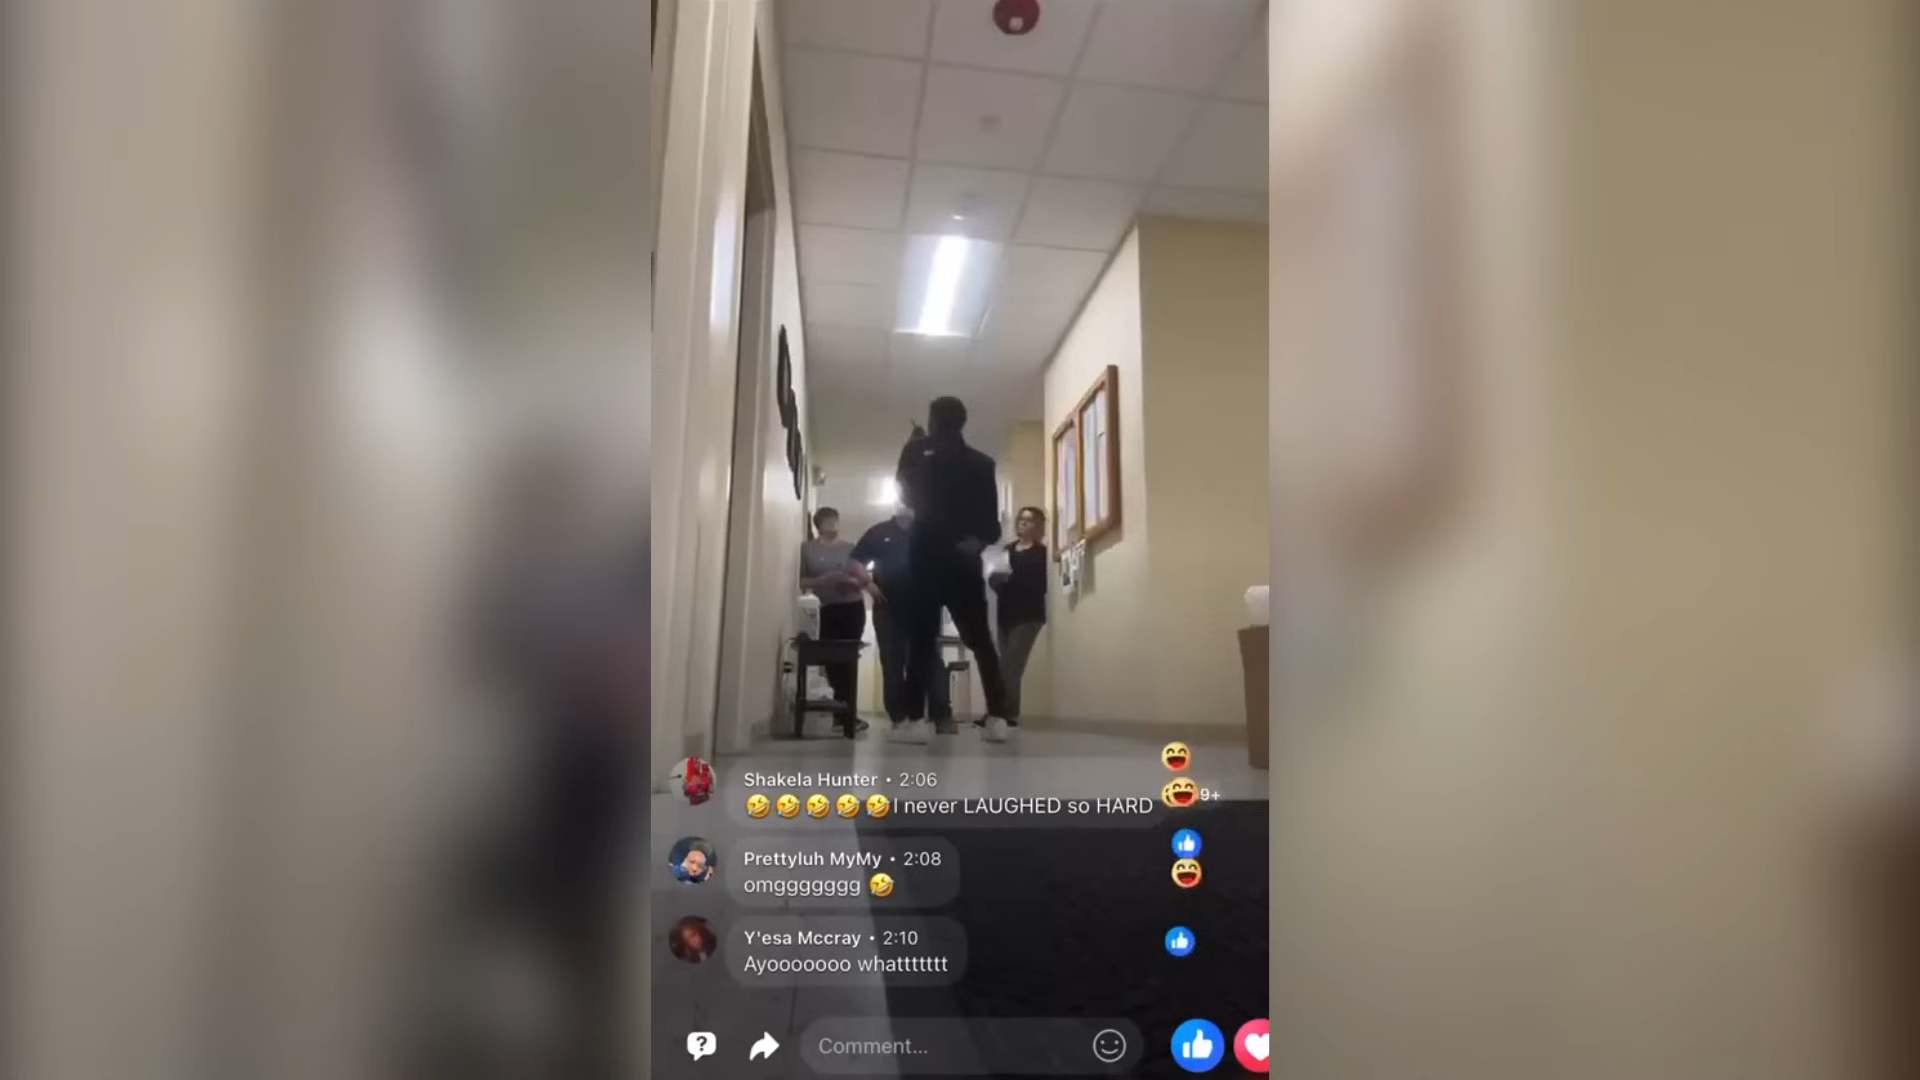 Shakela Hunter • 2:06
🤣🤣🤣🤣🤣I never LAUGHED so HARD
9+
Prettyluh MyMy • 2:08
omggggggg 🤣
Y'esa Mccray • 2:10
Ayooooooo whattttttt
Comment...